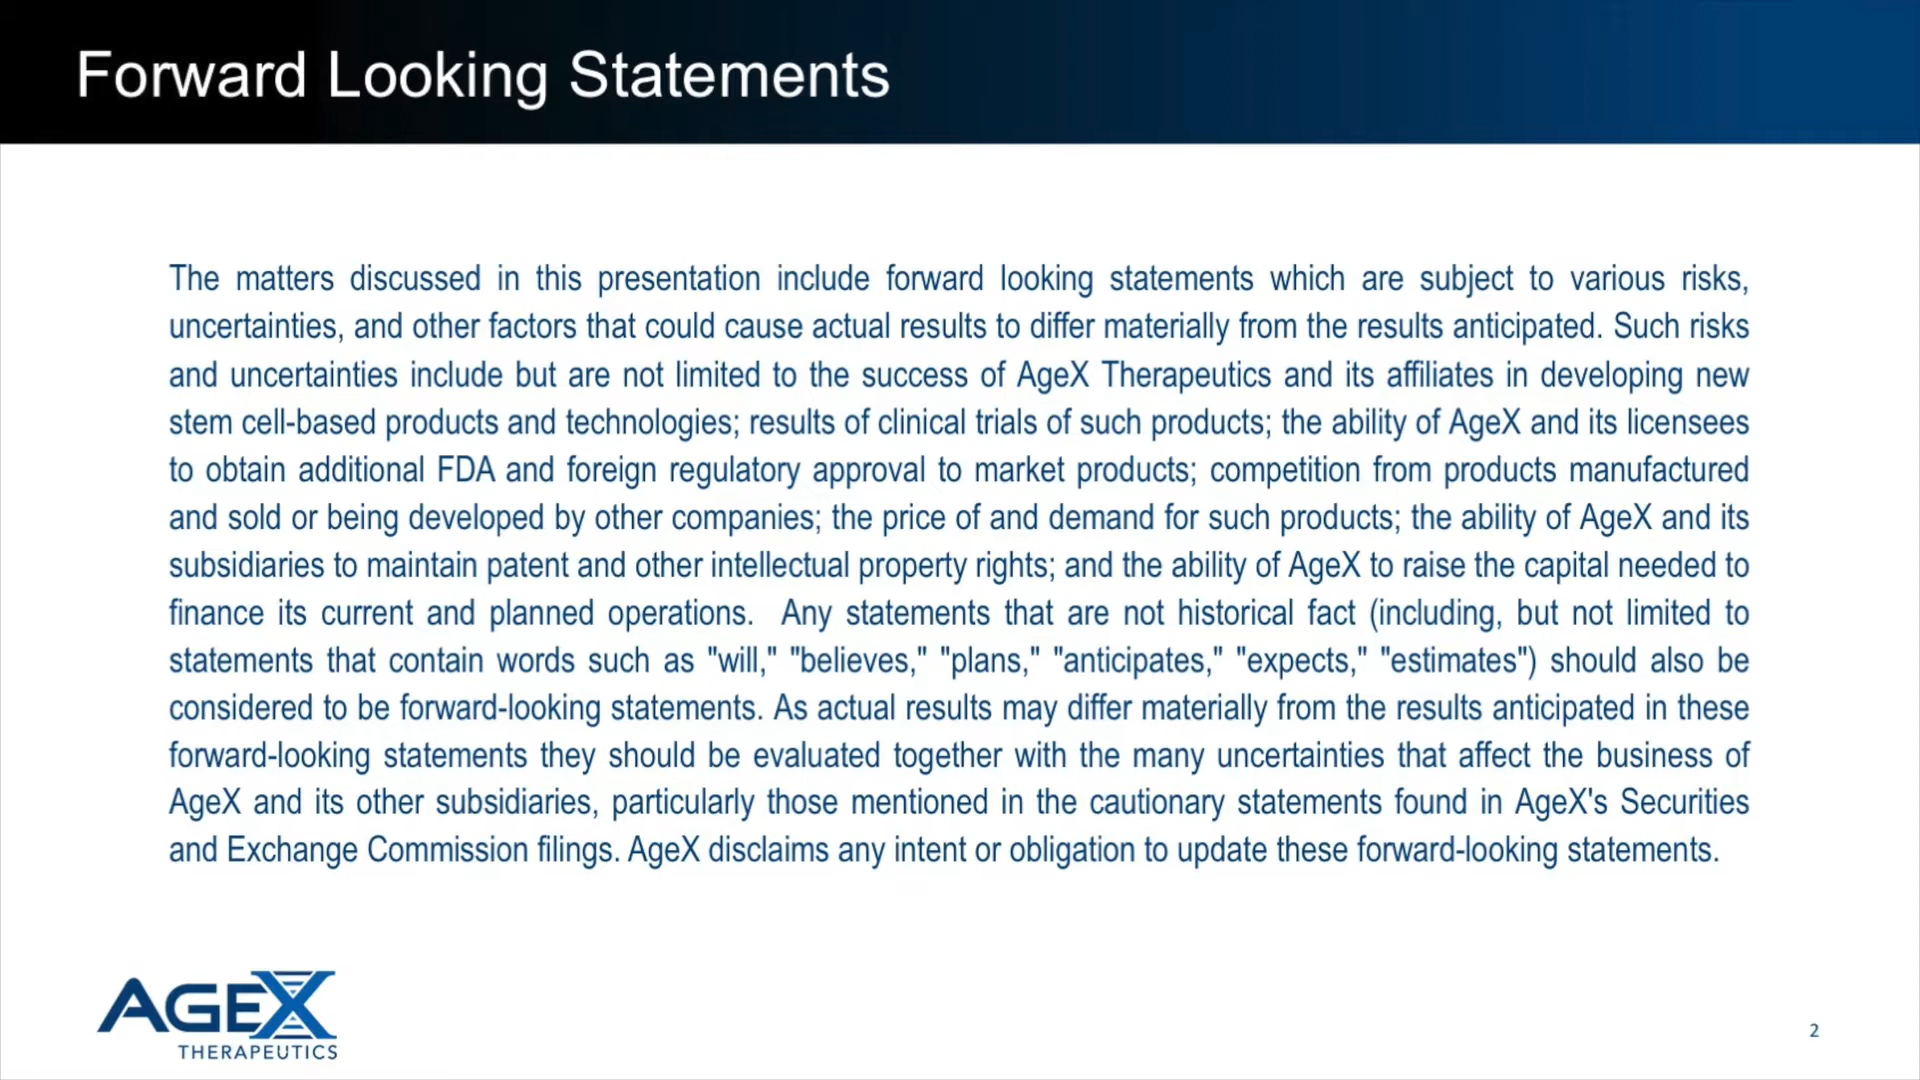 Forward Looking Statements
The matters discussed in this presentation include forward looking statements which are subject to various risks,
uncertainties, and other factors that could cause actual results to differ materially from the results anticipated. Such risks
and uncertainties include but are not limited to the success of AgeX Therapeutics and its affiliates in developing new
stem cell-based products and technologies; results of clinical trials of such products; the ability of AgeX and its licensees
to obtain additional FDA and foreign regulatory approval to market products; competition from products manufactured
and sold or being developed by other companies; the price of and demand for such products; the ability of AgeX and its
subsidiaries to maintain patent and other intellectual property rights; and the ability of AgeX to raise the capital needed to
finance its current and planned operations.  Any statements that are not historical fact (including, but not limited to
statements that contain words such as "will," "believes," "plans," "anticipates," "expects," "estimates") should also be
considered to be forward-looking statements. As actual results may differ materially from the results anticipated in these
forward-looking statements they should be evaluated together with the many uncertainties that affect the business of
AgeX and its other subsidiaries, particularly those mentioned in the cautionary statements found in AgeX's Securities
and Exchange Commission filings. AgeX disclaims any intent or obligation to update these forward-looking statements.
AGEX
THERAPEUTICS
2